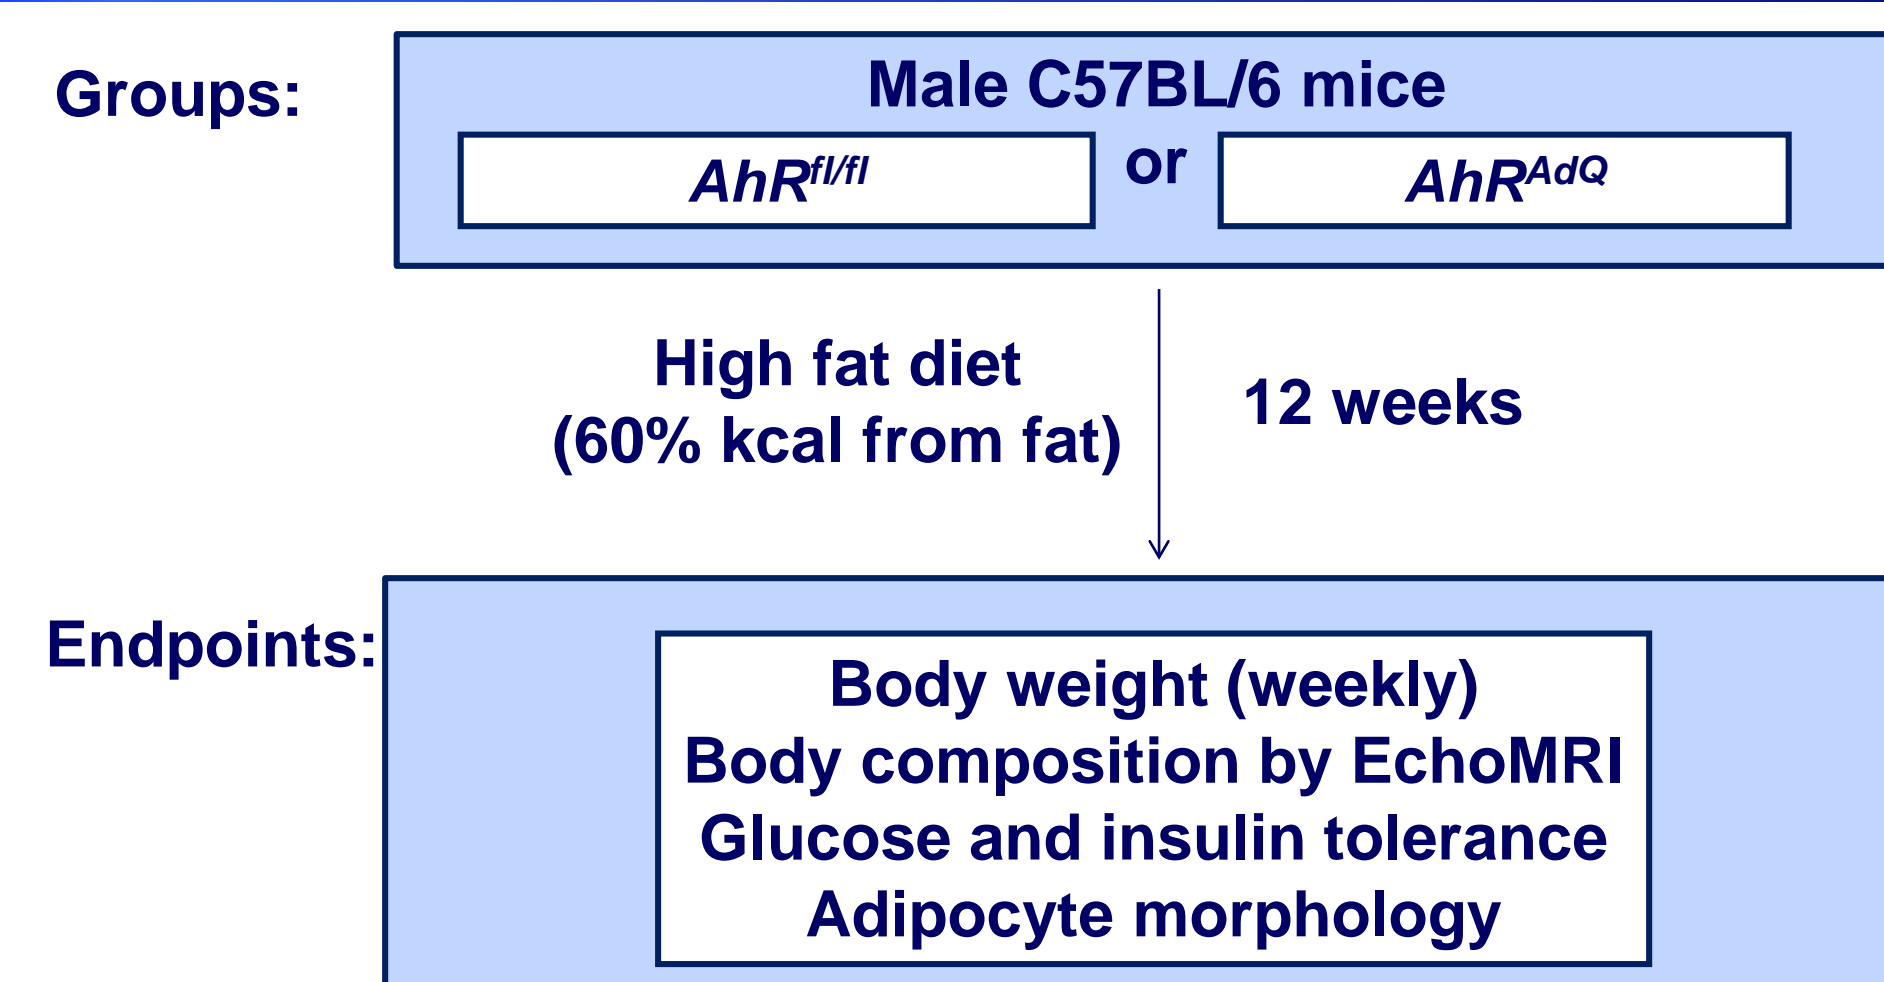 Groups:
Male C57BL/6 mice
AhRfl/fl
or
AhRAdQ
High fat diet
(60% kcal from fat)
12 weeks
Endpoints:
Body weight (weekly)
Body composition by EchoMRI
Glucose and insulin tolerance
Adipocyte morphology